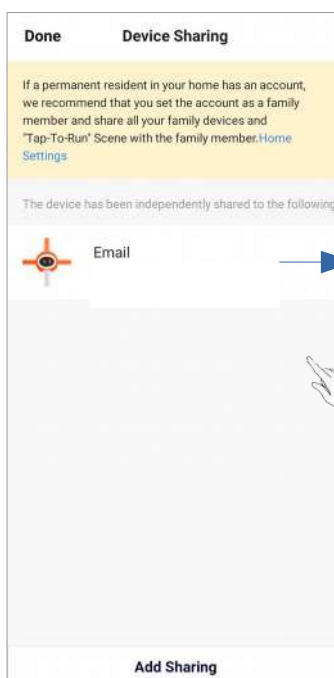 Done Device Sharing
If a permanent resident in your home has an account,
we recommend that you set the account as a family
member and share all your family devices and
"Tap-To-Run" Scene with the family member.Home
Settings
The device has been independently shared to the following
Email
Add Sharing